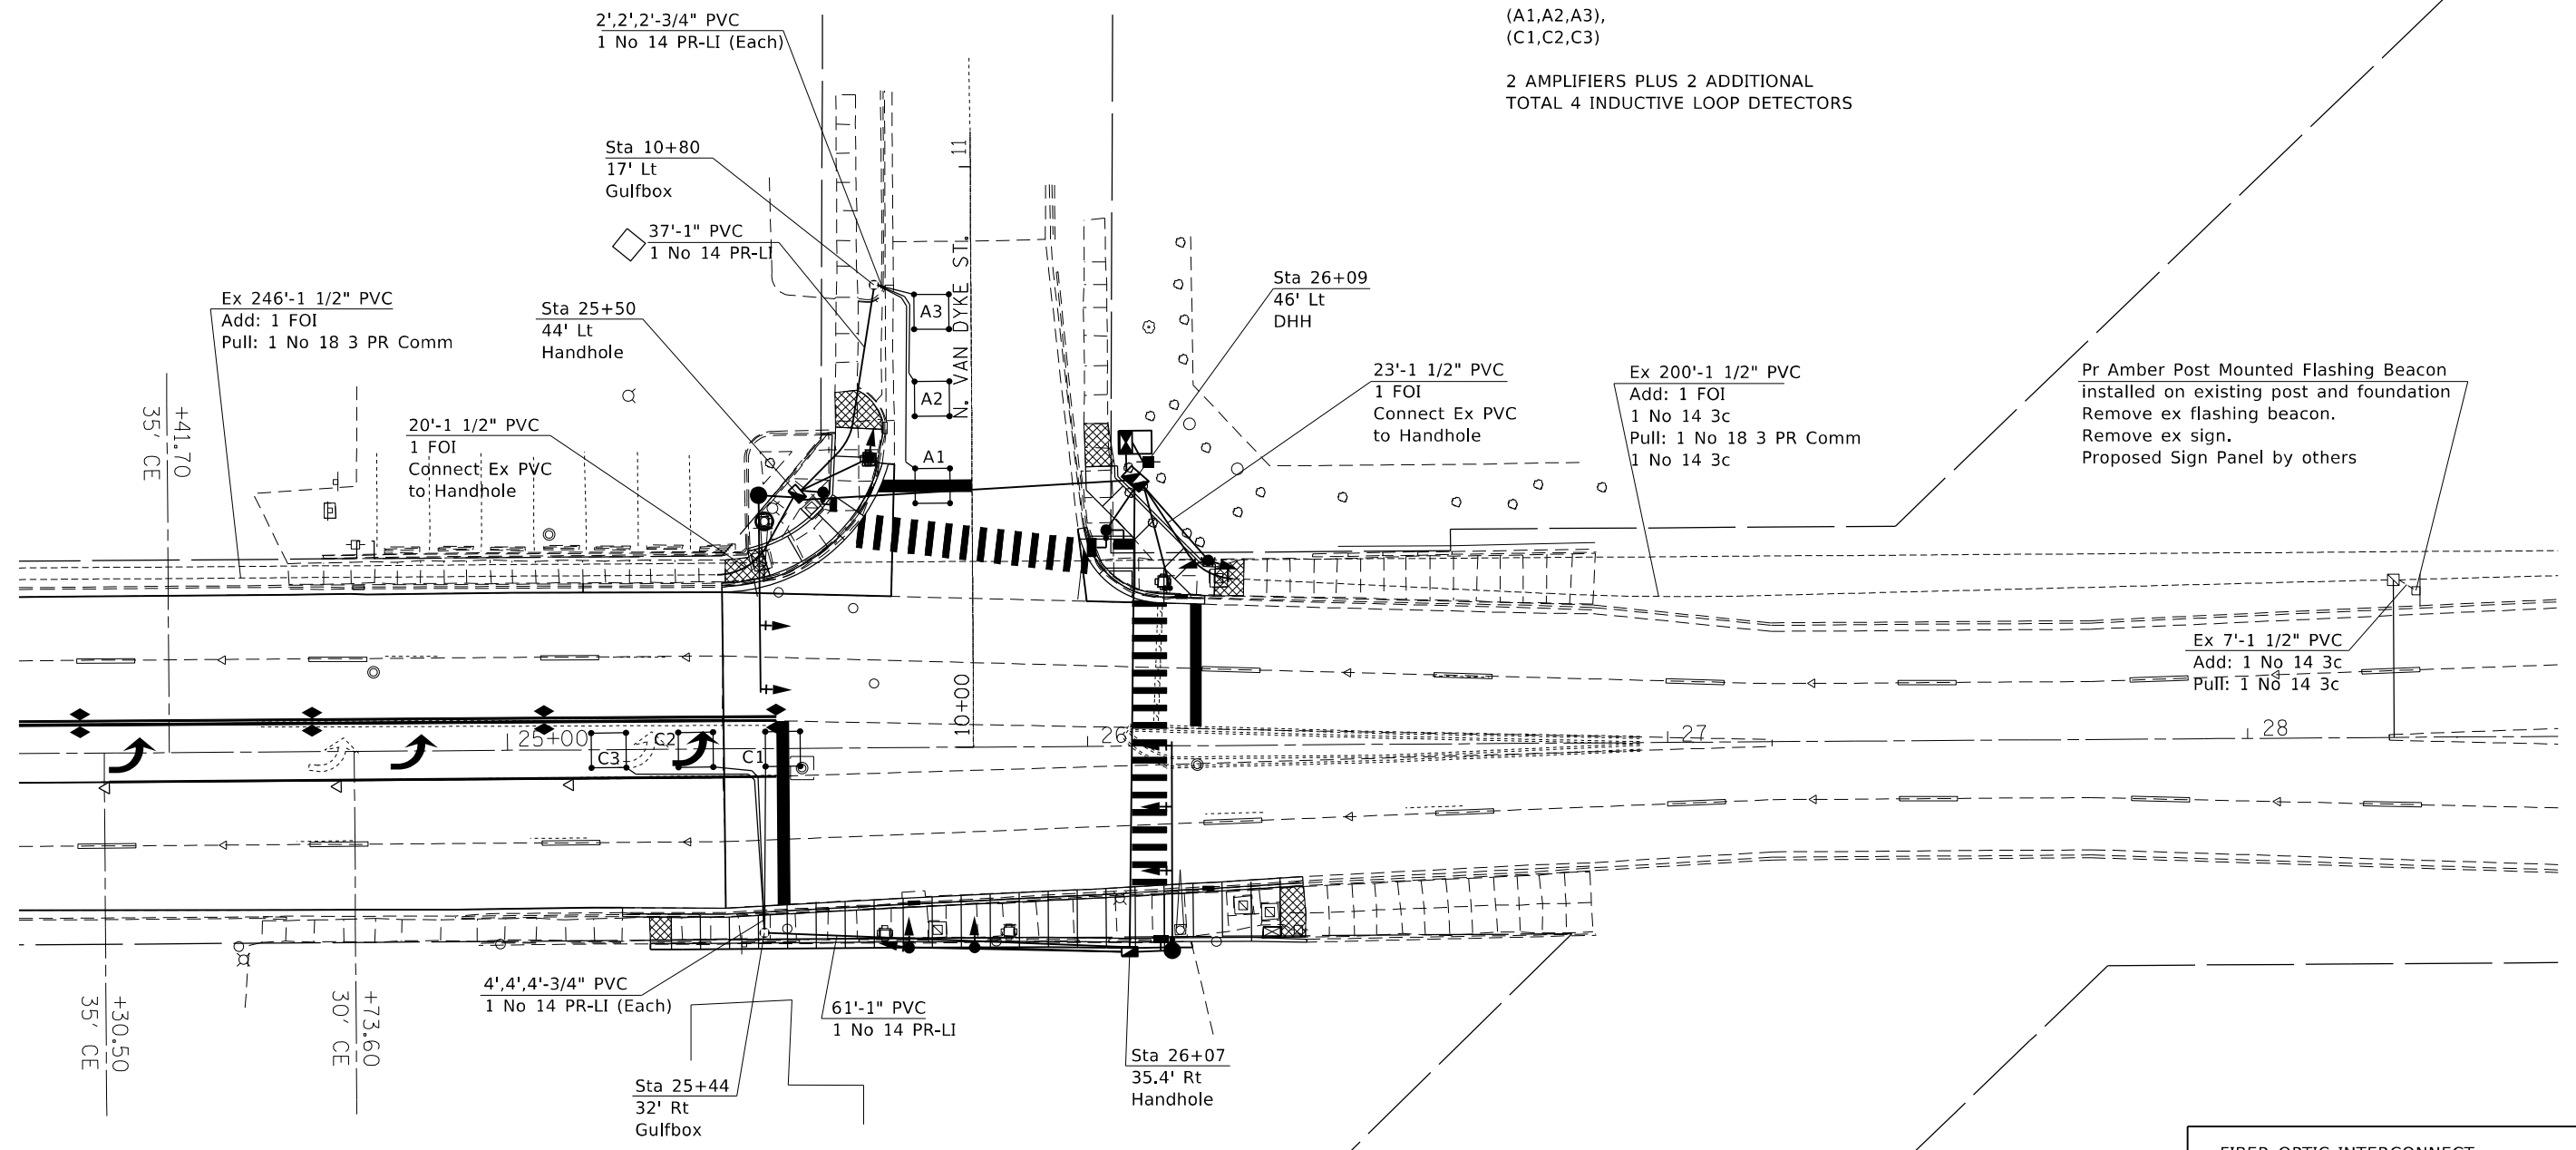 (A1,A2,A3),
(C1,C2,C3)
2 AMPLIFIERS PLUS 2 ADDITIONAL
TOTAL 4 INDUCTIVE LOOP DETECTORS
2',2',2'-3/4" PVC
1 No 14 PR-LI (Each)
Sta 10+80
17' Lt
Gulfbox
37'-1" PVC
1 No 14 PR-LI
Ex 246'-1 1/2" PVC
Add: 1 FOI
Pull: 1 No 18 3 PR Comm
Sta 25+50
44' Lt
Handhole
20'-1 1/2" PVC
1 FOI
Connect Ex PVC
to Handhole
11
N. VAN DYKE ST.
A3
A2
A1
Sta 26+09
46' Lt
DHH
23'-1 1/2" PVC
1 FOI
Connect Ex PVC
to Handhole
Ex 200'-1 1/2" PVC
Add: 1 FOI
1 No 14 3c
Pull: 1 No 18 3 PR Comm
1 No 14 3c
Pr Amber Post Mounted Flashing Beacon
installed on existing post and foundation
Remove ex flashing beacon.
Remove ex sign.
Proposed Sign Panel by others
+41.70
35' CE
Ex 7'-1 1/2" PVC
Add: 1 No 14 3c
Pull: 1 No 14 3c
10+00
25+00
26
27
28
C3
C2
C1
4',4',4'-3/4" PVC
1 No 14 PR-LI (Each)
61'-1" PVC
1 No 14 PR-LI
+30.50
35' CE
+73.60
30' CE
Sta 25+44
32' Rt
Gulfbox
Sta 26+07
35.4' Rt
Handhole
FIBER OPTIC INTERCONNECT